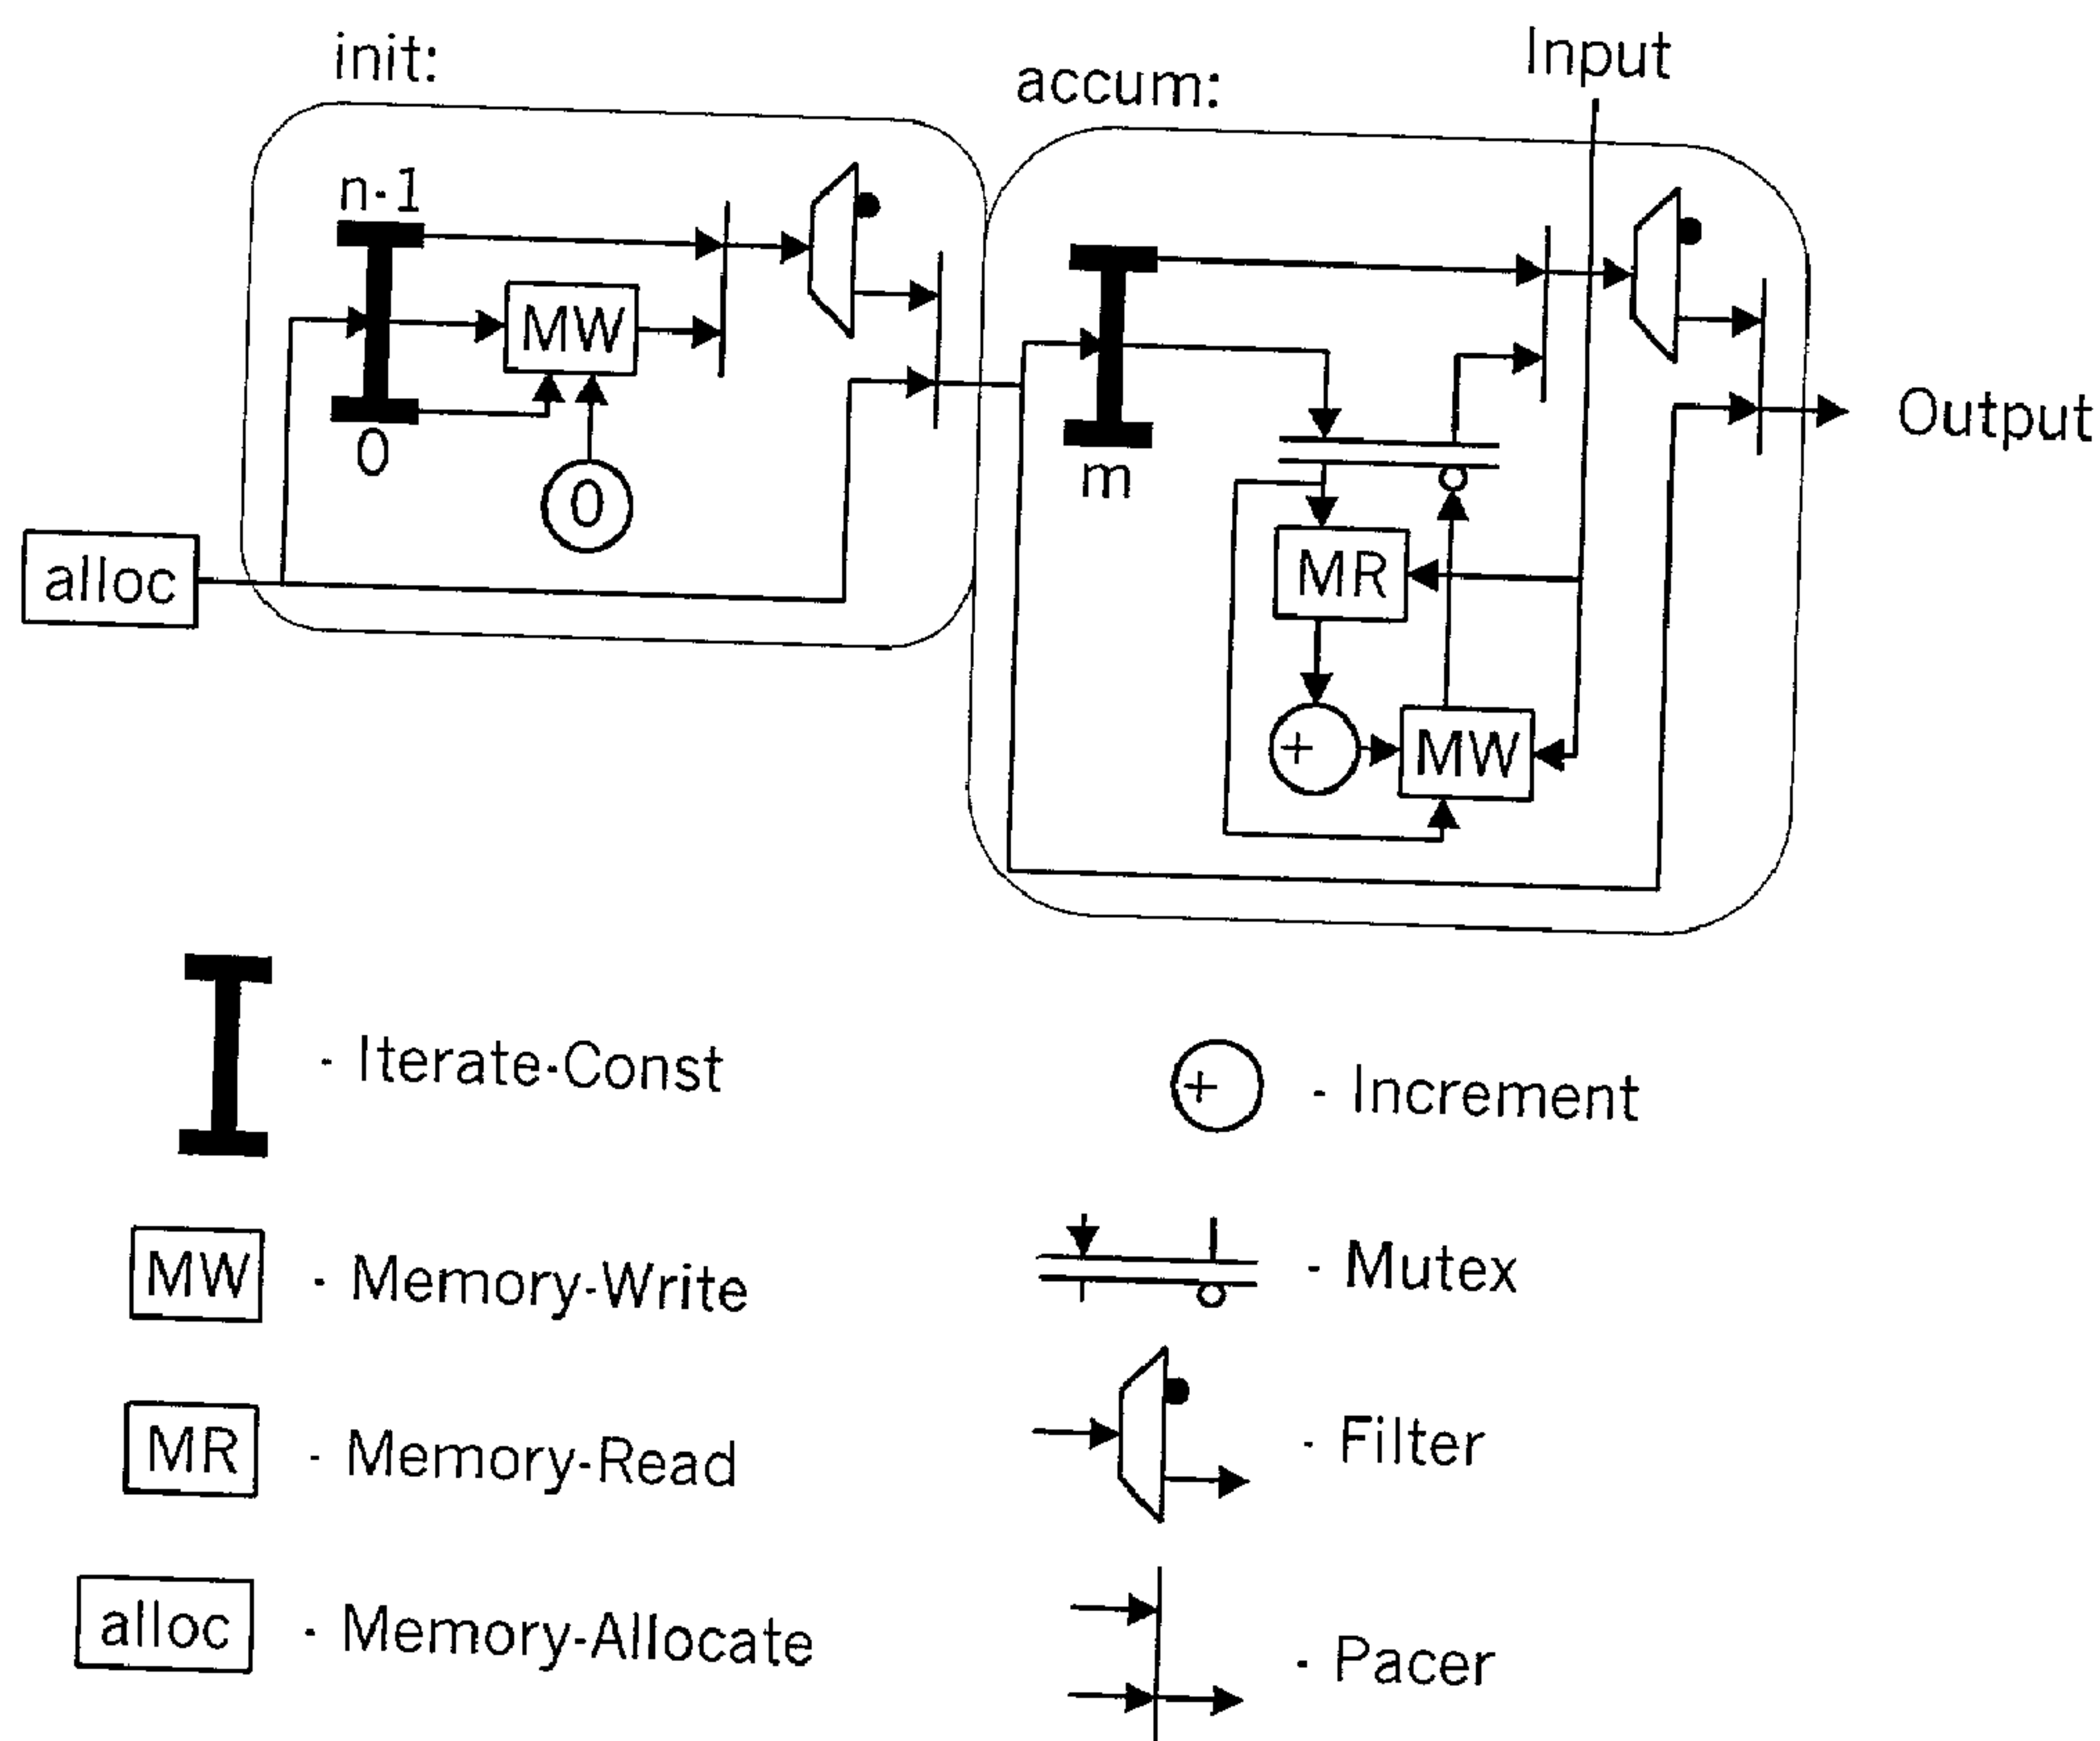 init:
accum:
Input
n-1
MW
0
0
alloc
m
MR
+
MW
Output
- Iterate-Const
+ - Increment
MW - Memory-Write
- Mutex
MR - Memory-Read
- Filter
alloc - Memory-Allocate
- Pacer